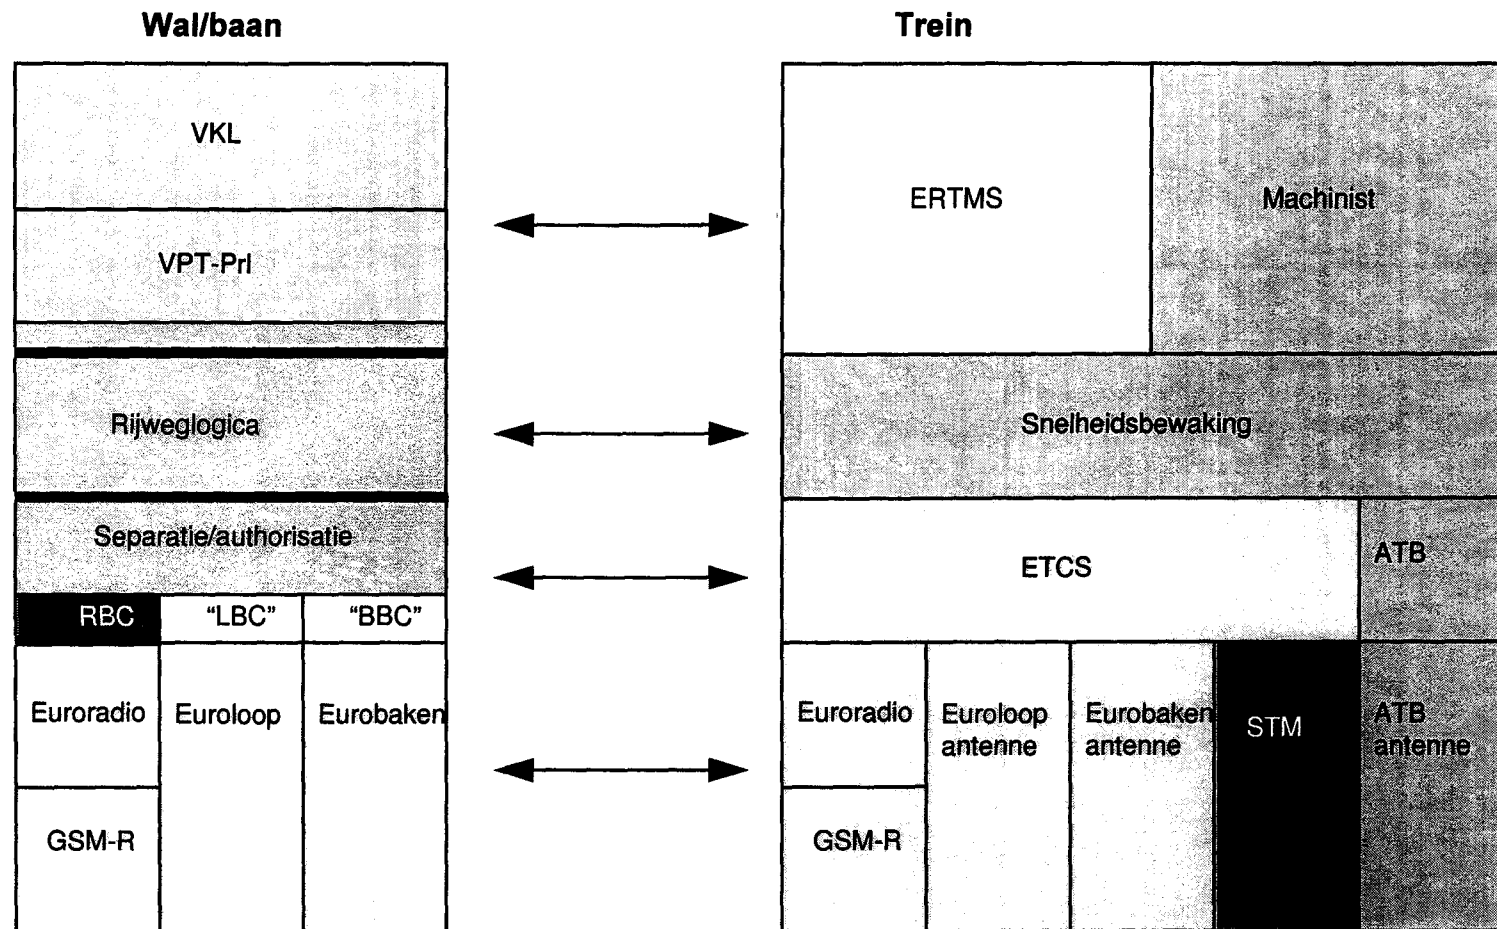 Wal/baan
Trein
VKL
VPT-Prl
Rijweglogica
Separatie/authorisatie
RBC
"LBC"
"BBC"
Euroradio
Euroloop
Eurobaken
GSM-R
ERTMS
Machinist
Snelheidsbewaking
ETCS
ATB
Euroradio
Euroloop
antenne
Eurobaken
antenne
STM
ATB
antenne
GSM-R